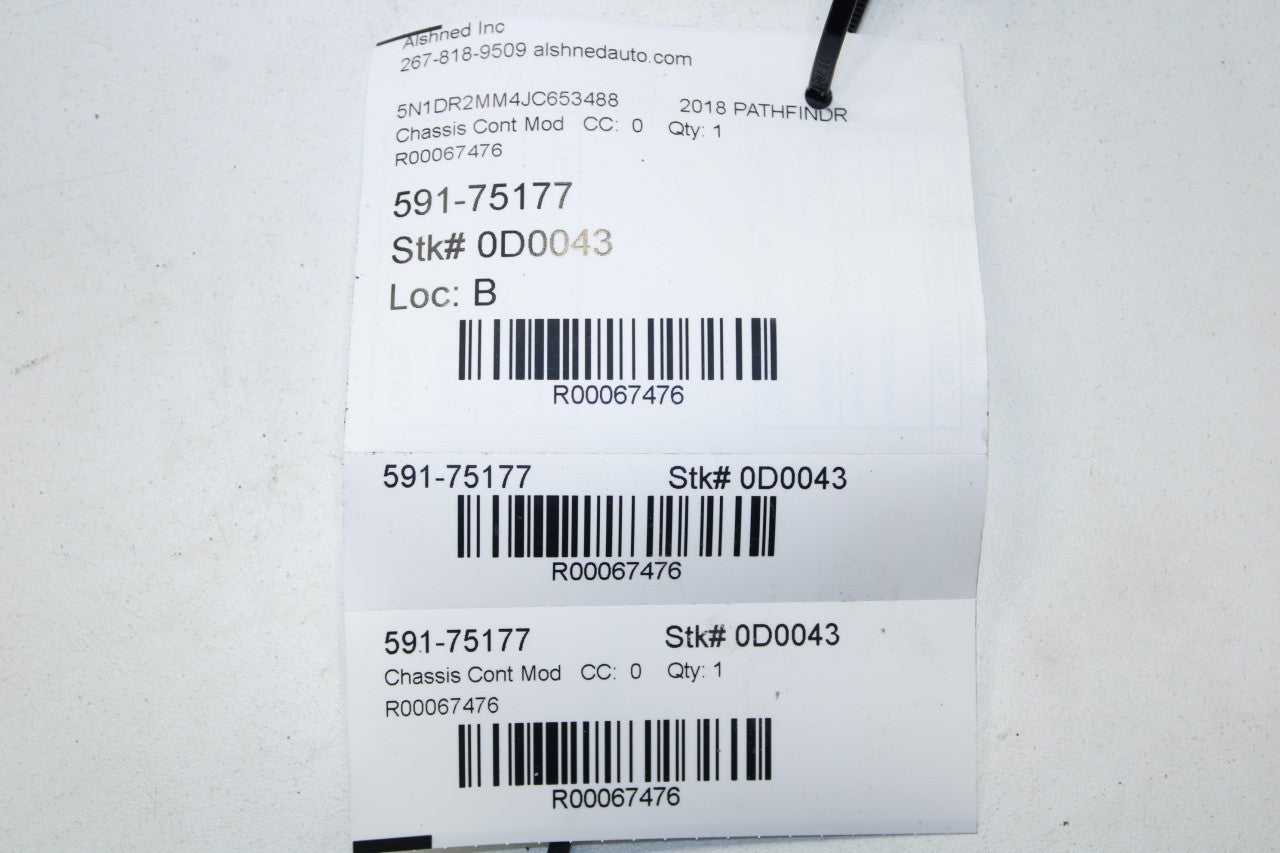 Alshned Inc
267-818-9509 alshnedauto.com
5N1DR2MM4JC653488 2018 PATHFINDR
Chassis Cont Mod CC: 0 Qty: 1
R00067476
591-75177
Stk# 0D0043
Loc: B
R00067476
591-75177 Stk# 0D0043
R00067476
591-75177 Stk# 0D0043
Chassis Cont Mod CC: 0 Qty: 1
R00067476
R00067476